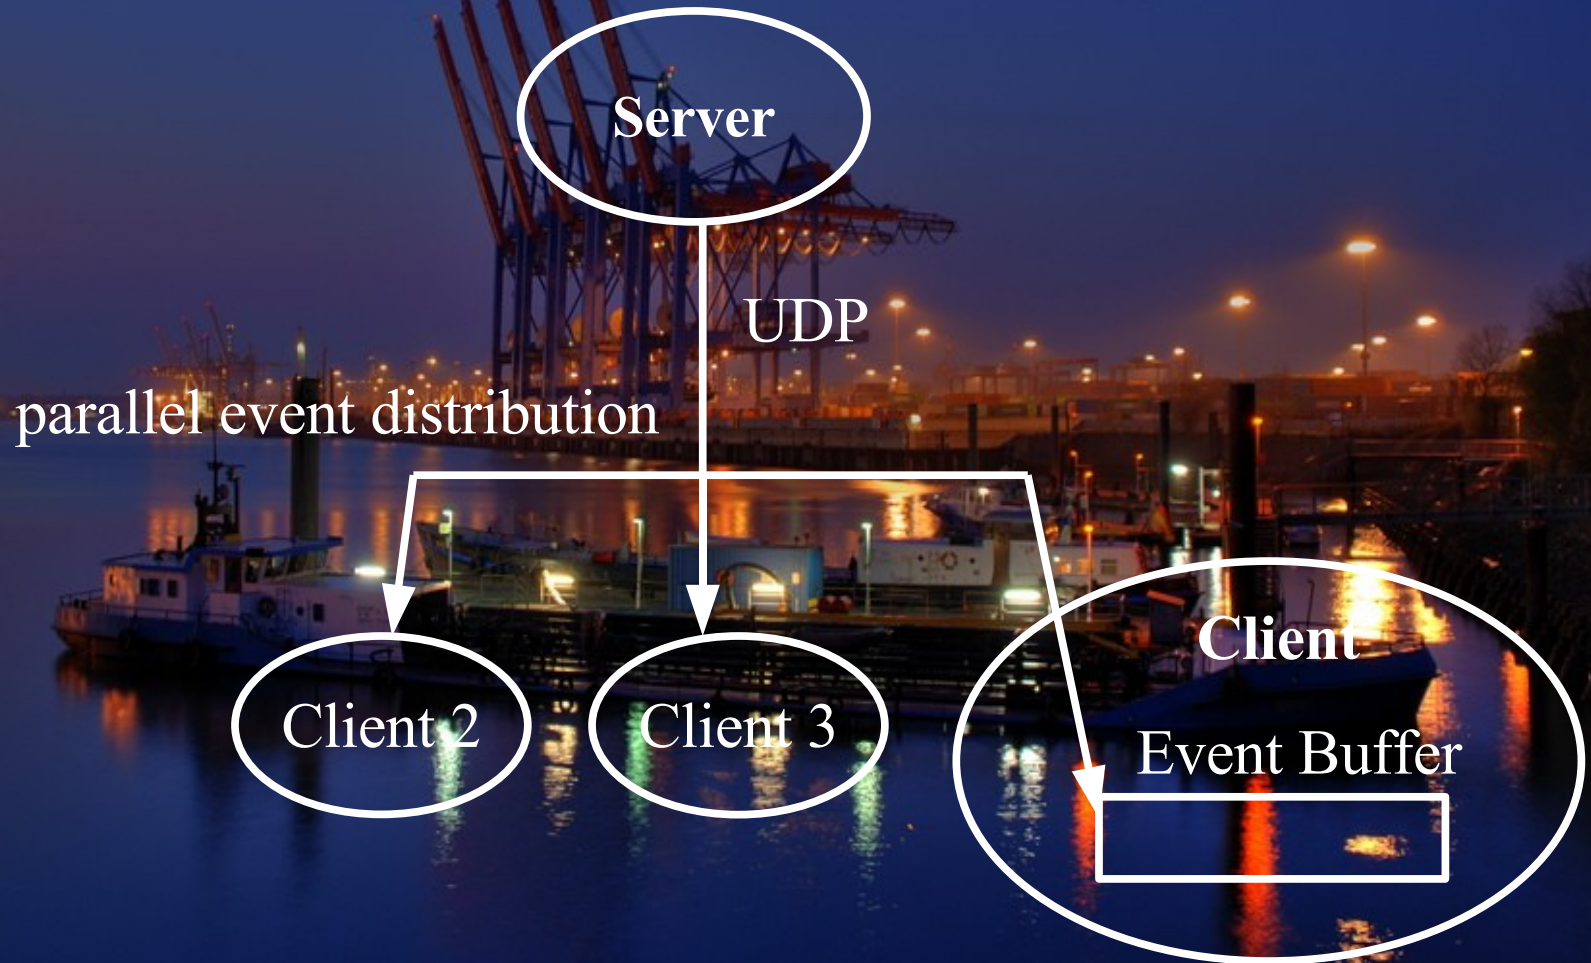 Server
UDP
parallel event distribution
Client
Client 2
Client 3
Event Buffer